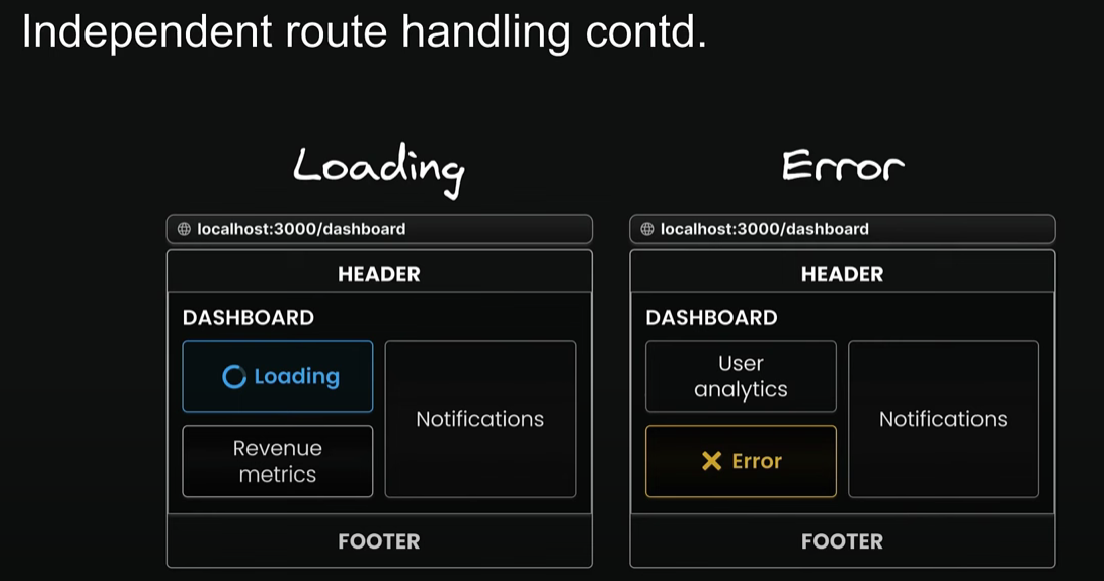 Independent route handling contd.
Loading
localhost:3000/dashboard
HEADER
DASHBOARD
Loading
Revenue
metrics
Notifications
FOOTER
Error
localhost:3000/dashboard
HEADER
DASHBOARD
User
analytics
Error
Notifications
FOOTER